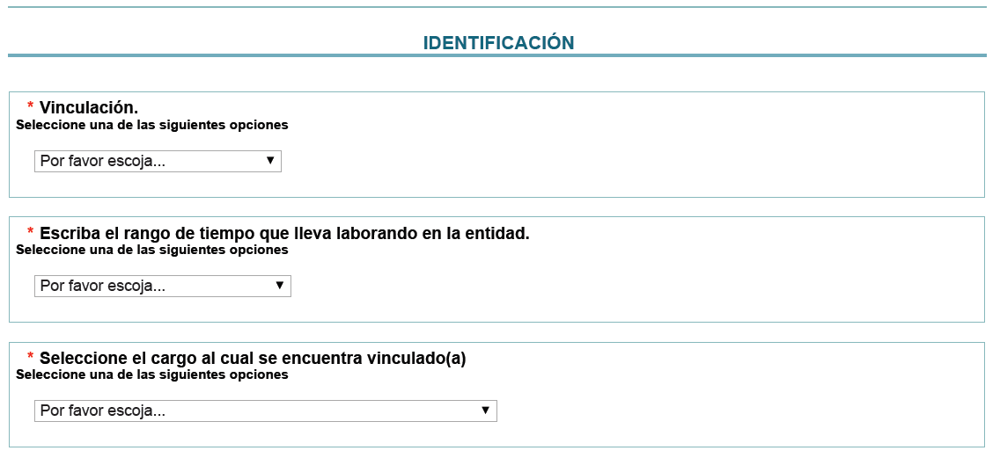 IDENTIFICACIÓN
* Vinculación.
Seleccione una de las siguientes opciones
Por favor escoja...
* Escriba el rango de tiempo que lleva laborando en la entidad.
Seleccione una de las siguientes opciones
Por favor escoja...
* Seleccione el cargo al cual se encuentra vinculado(a)
Seleccione una de las siguientes opciones
Por favor escoja...